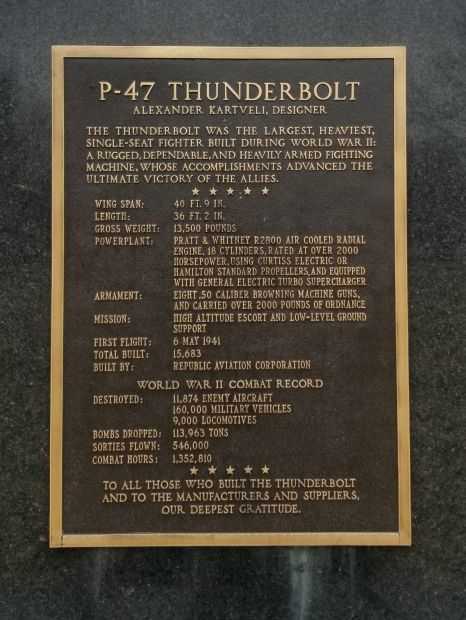 P-47 THUNDERBOLT
ALEXANDER KARTVELI, DESIGNER
THE THUNDERBOLT WAS THE LARGEST, HEAVIEST,
SINGLE-SEAT FIGHTER BUILT DURING WORLD WAR II:
A RUGGED, DEPENDABLE, AND HEAVILY ARMED FIGHTING
MACHINE, WHOSE ACCOMPLISHMENTS ADVANCED THE
ULTIMATE VICTORY OF THE ALLIES.
WING SPAN: 40 FT. 9 IN.
LENGTH: 36 FT. 2 IN.
GROSS WEIGHT: 13,500 POUNDS
POWERPLANT: PRATT & WHITNEY R2800 AIR COOLED RADIAL
ENGINE, 18 CYLINDERS, RATED AT OVER 2000
HORSEPOWER, USING CURTISS ELECTRIC OR
HAMILTON STANDARD PROPELLERS, AND EQUIPPED
WITH GENERAL ELECTRIC TURBO SUPERCHARGER
ARMAMENT: EIGHT .50 CALIBER BROWNING MACHINE GUNS,
AND CARRIED OVER 2000 POUNDS OF ORDNANCE
MISSION: HIGH ALTITUDE ESCORT AND LOW-LEVEL GROUND
SUPPORT
FIRST FLIGHT: 6 MAY 1941
TOTAL BUILT: 15,683
BUILT BY: REPUBLIC AVIATION CORPORATION
WORLD WAR II COMBAT RECORD
DESTROYED: 11,874 ENEMY AIRCRAFT
160,000 MILITARY VEHICLES
9,000 LOCOMOTIVES
BOMBS DROPPED: 113,963 TONS
SORTIES FLOWN: 546,000
COMBAT HOURS: 1,352,810
TO ALL THOSE WHO BUILT THE THUNDERBOLT
AND TO THE MANUFACTURERS AND SUPPLIERS,
OUR DEEPEST GRATITUDE.